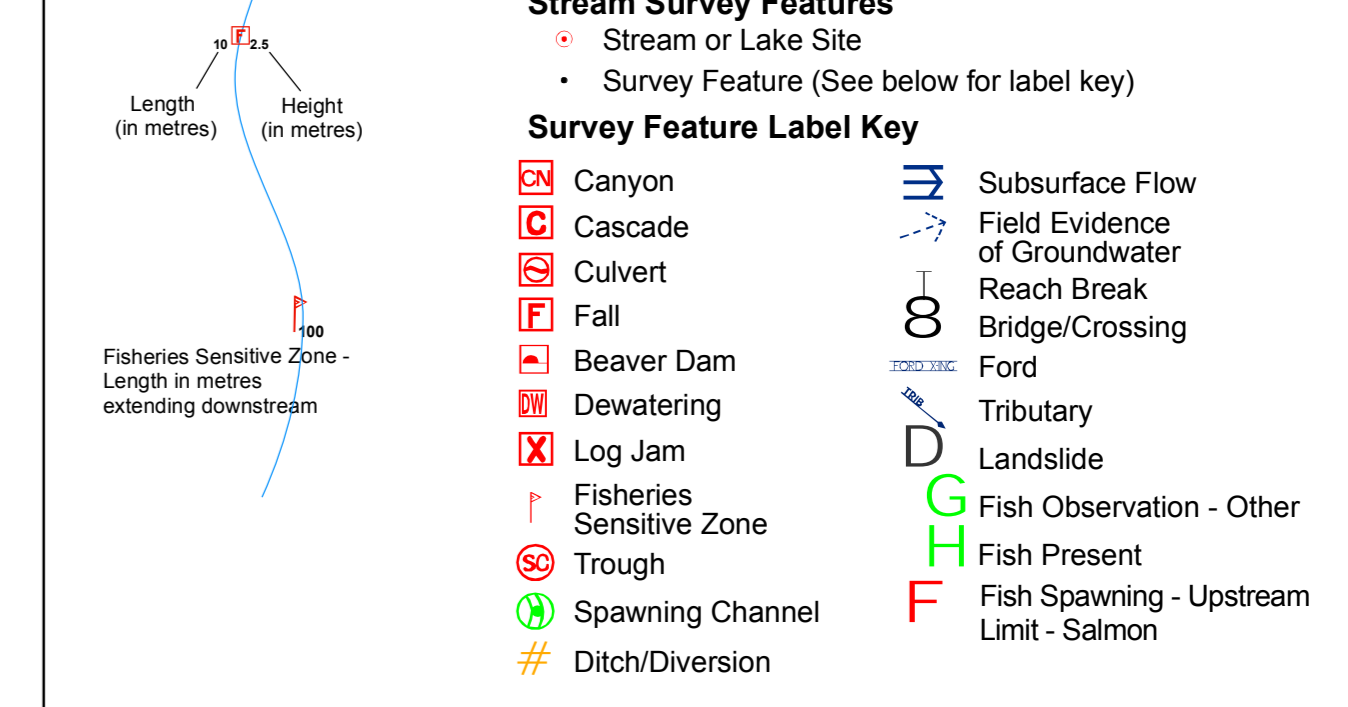 Stream Survey Features
Stream or Lake Site
Survey Feature (See below for label key)
10 F 2.5
Length
(in metres)
Height
(in metres)
100
Fisheries Sensitive Zone -
Length in metres
extending downstream
Survey Feature Label Key
CN Canyon
C Cascade
Culvert
F Fall
Beaver Dam
DW Dewatering
X Log Jam
Fisheries
Sensitive Zone
SC Trough
Spawning Channel
# Ditch/Diversion
Subsurface Flow
Field Evidence
of Groundwater
Reach Break
8 Bridge/Crossing
FORD XING Ford
TRIB Tributary
D Landslide
G Fish Observation - Other
H Fish Present
F Fish Spawning - Upstream
Limit - Salmon